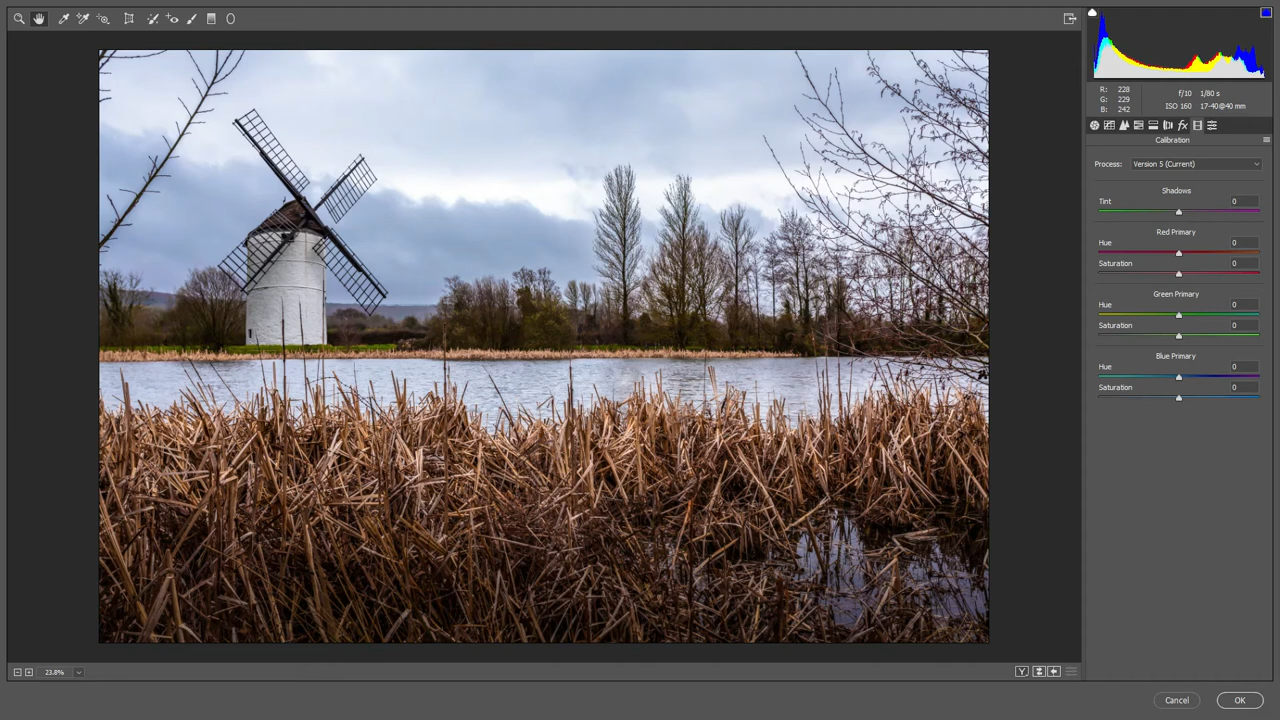 R: 228
G: 229
B: 242
f/10 1/80 s
ISO 160 17-40@40 mm
fx
Calibration
Process: Version 5 (Current)
Shadows
Tint 0
Red Primary
Hue 0
Saturation 0
Green Primary
Hue 0
Saturation 0
Blue Primary
Hue 0
Saturation 0
23.8%
Y
Cancel OK